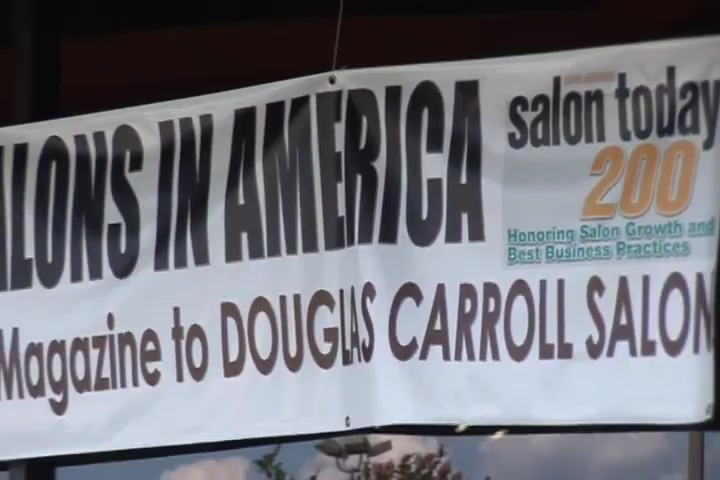 ALONS IN AMERICA
salon today
200
Honoring Salon Growth and
Best Business Practices
Magazine to DOUGLAS CARROLL SALON